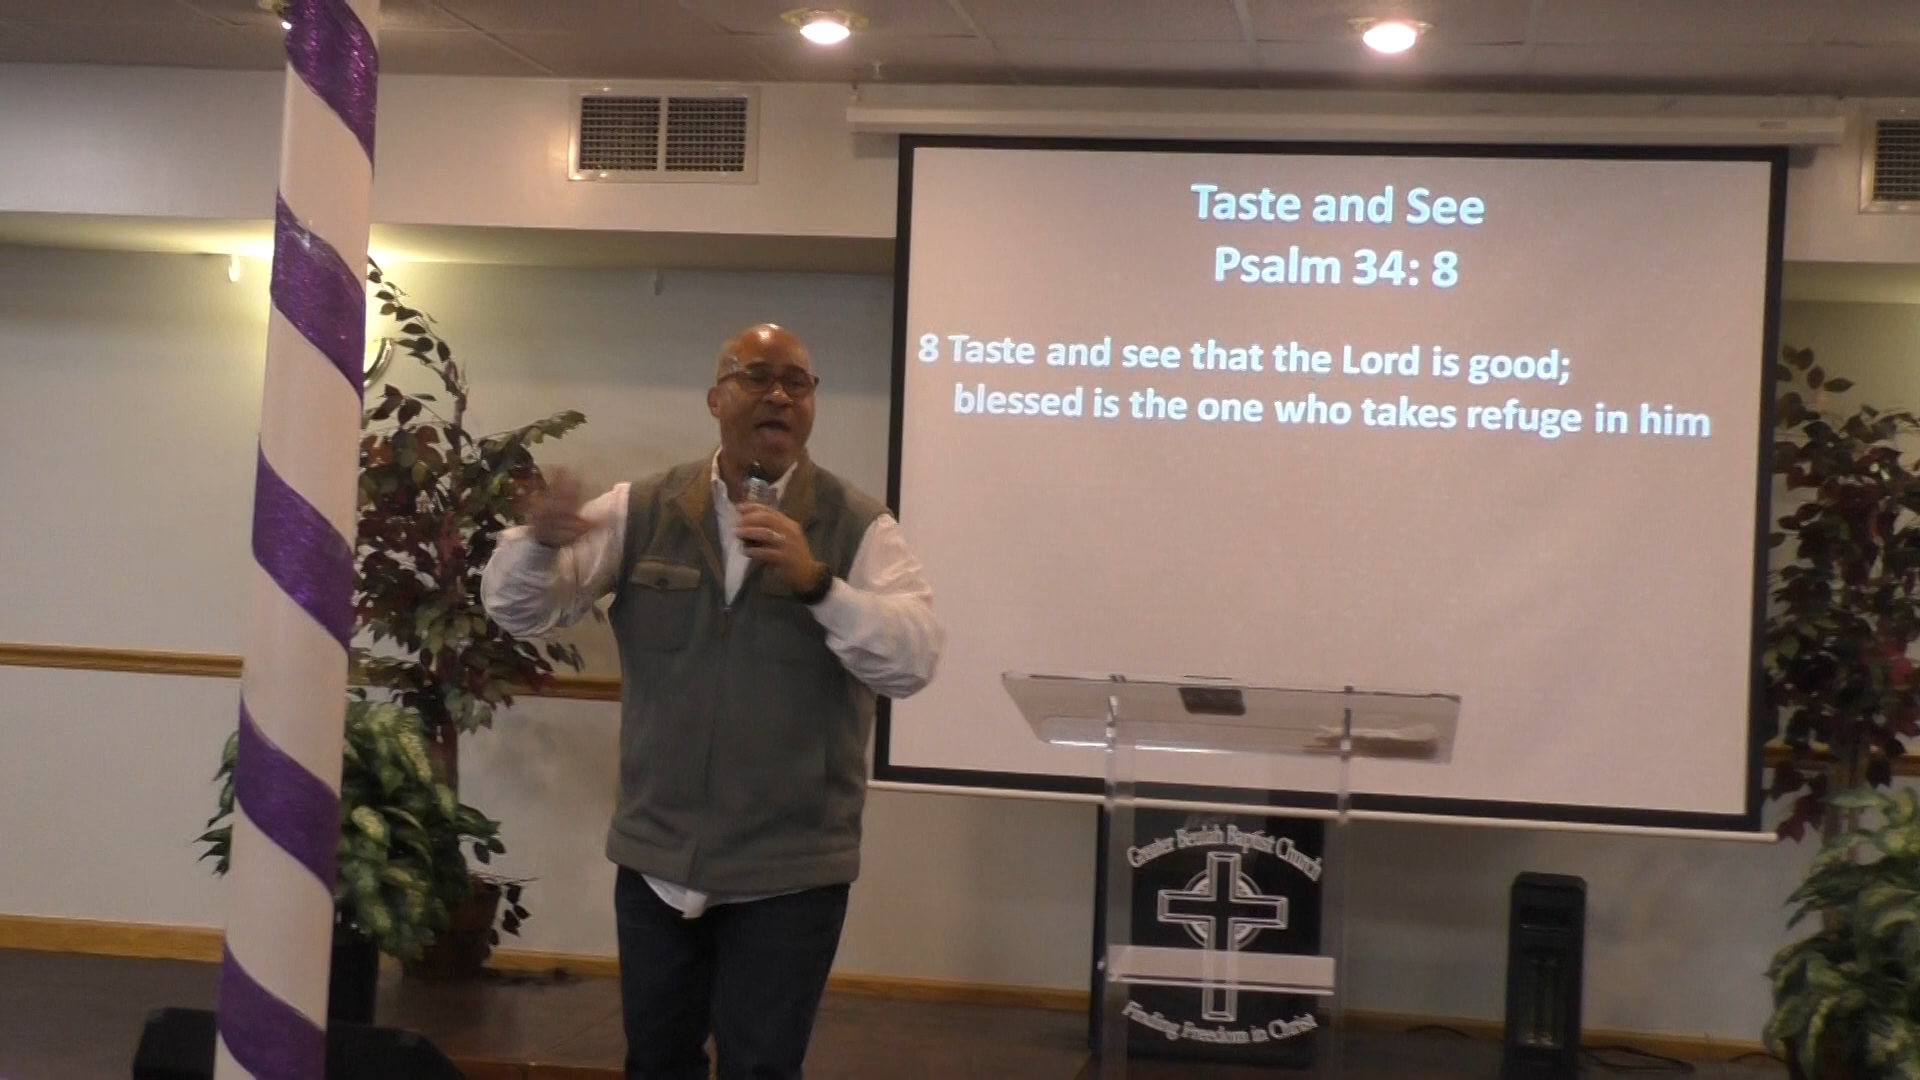 Taste and See
Psalm 34: 8
8 Taste and see that the Lord is good;
blessed is the one who takes refuge in him
Greater Beulah Baptist Church
Finding Freedom in Christ